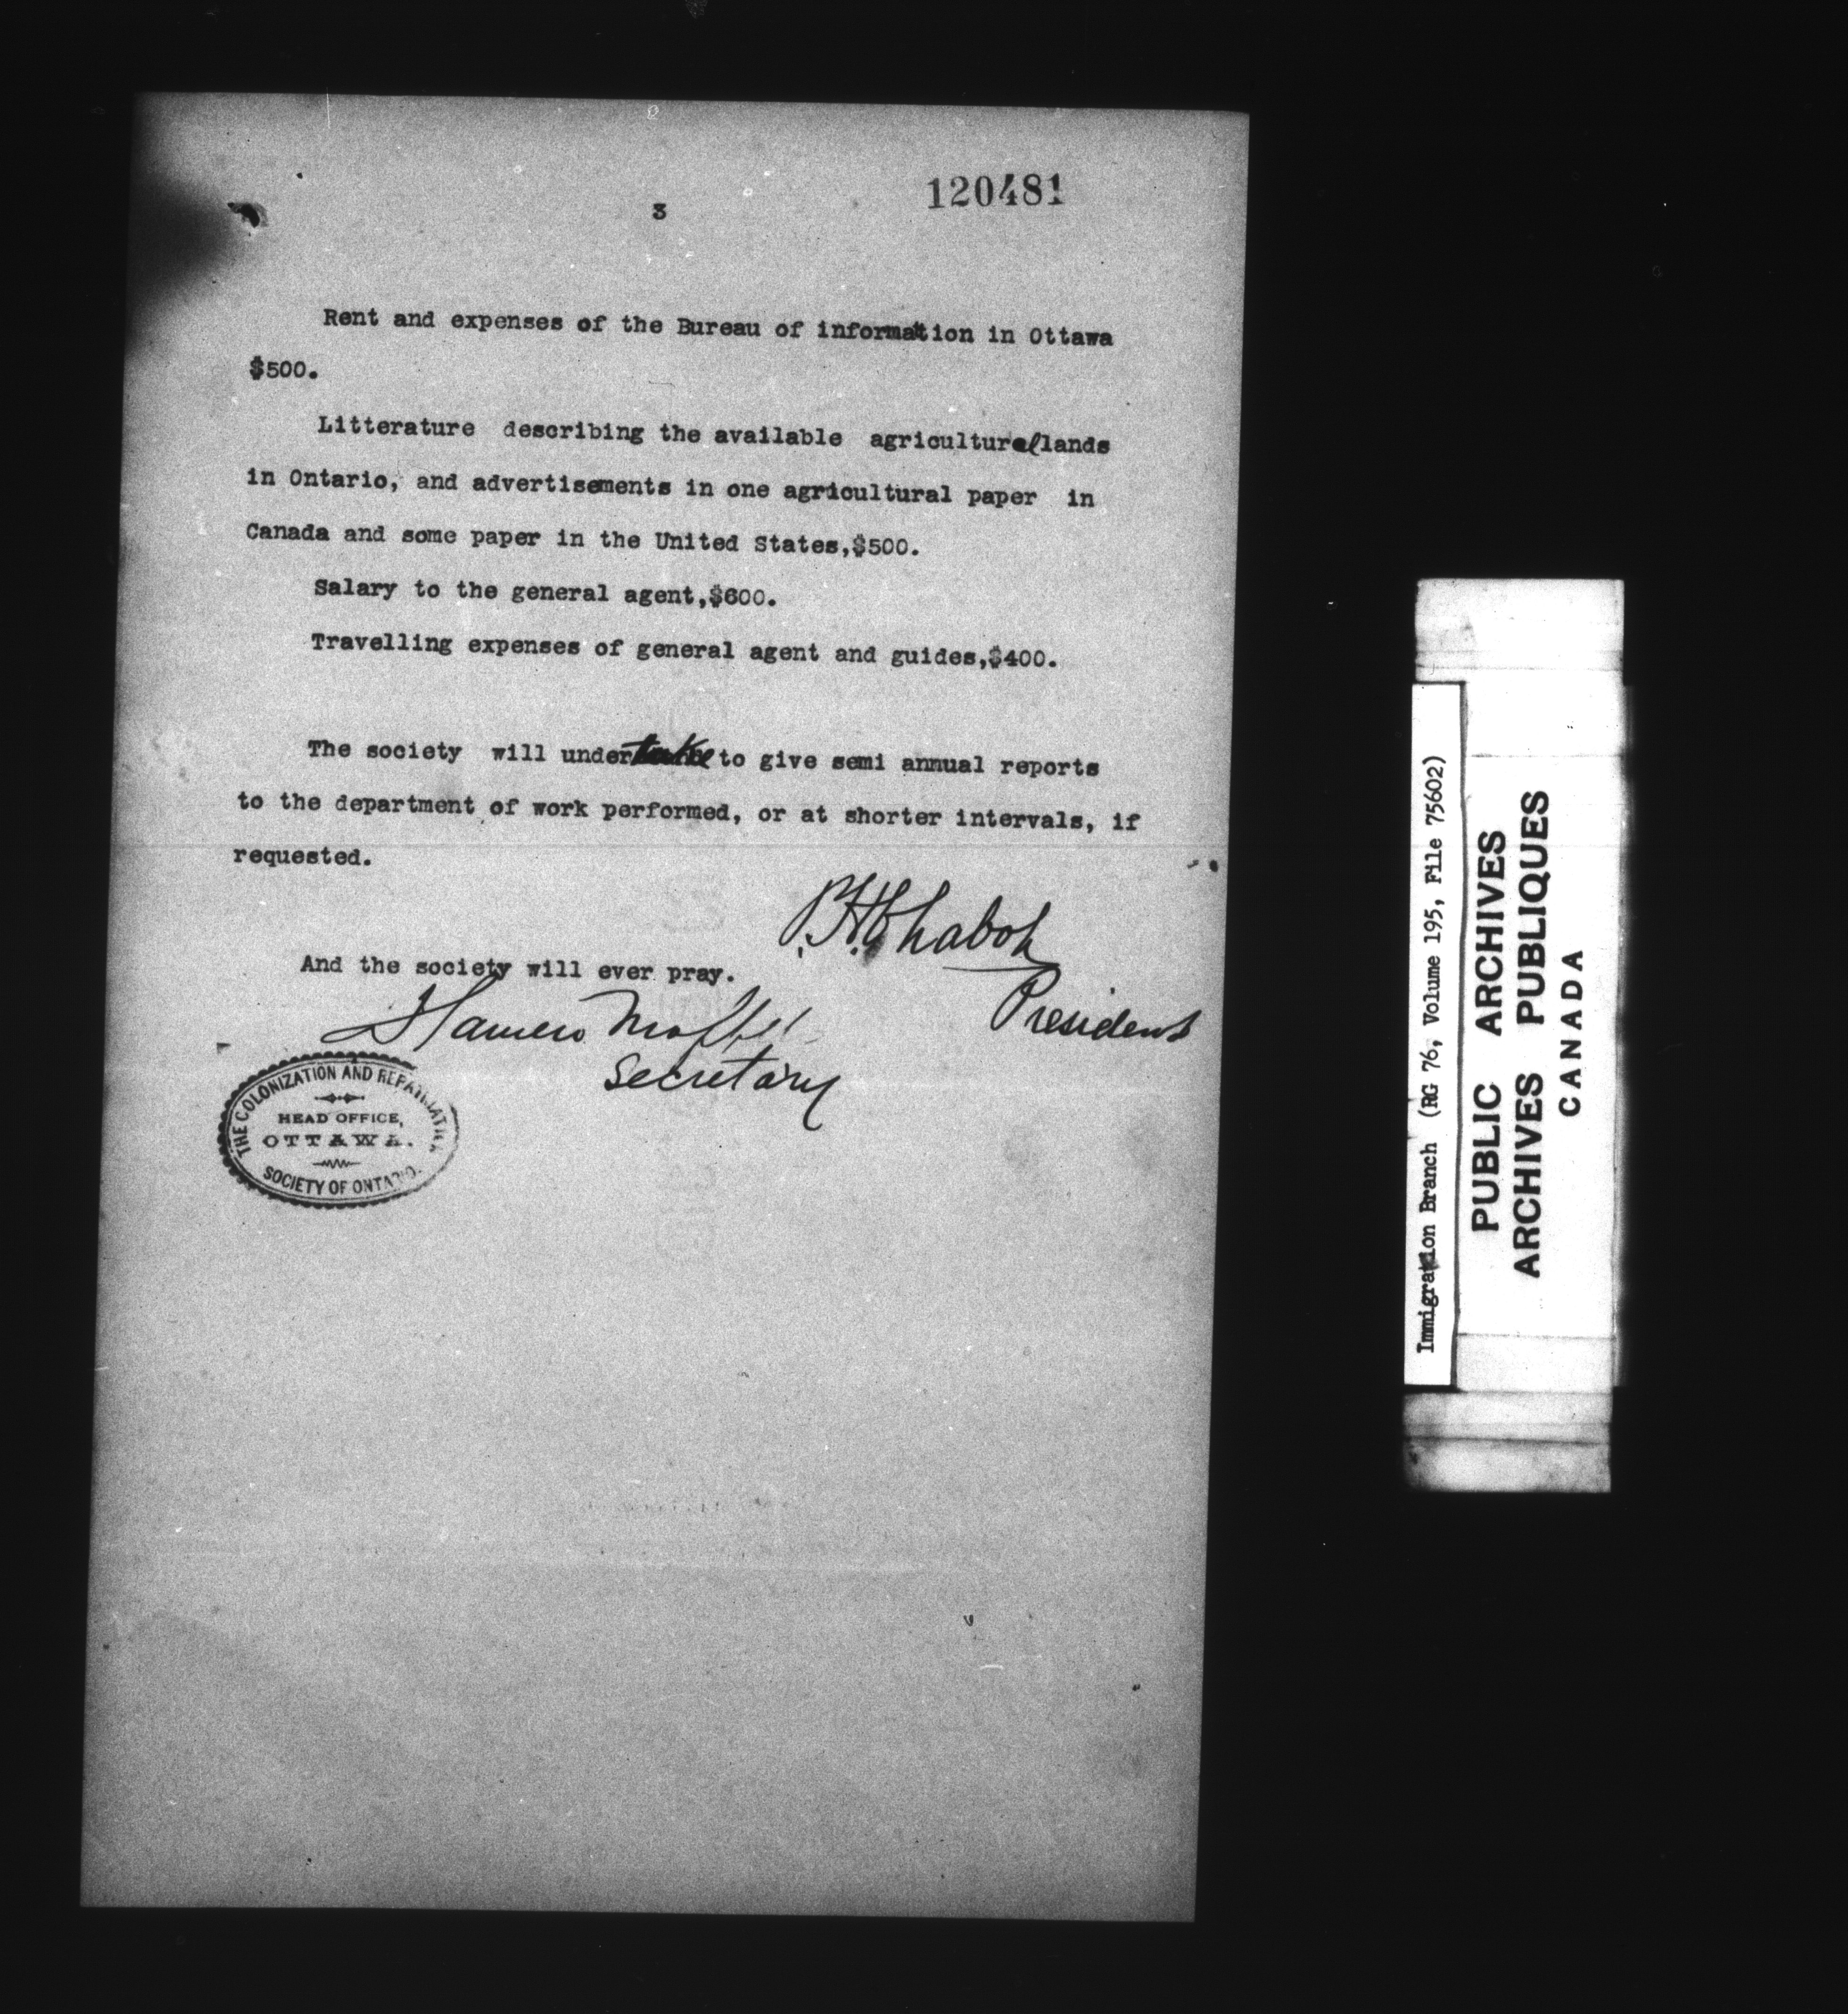 120481
3
Rent and expenses of the Bureau of information in Ottawa
$500.
Litterature describing the available agricultural lands
in Ontario, and advertisements in one agricultural paper in
Canada and some paper in the United States,$500.
Salary to the general agent,$600.
Travelling expenses of general agent and guides,$400.
The society will undertake to give semi annual reports
to the department of work performed, or at shorter intervals, if
requested.
P.H. Chabot
And the society will ever pray.
President
Secretary
THE COLONIZATION AND REPATRIATION
HEAD OFFICE,
OTTAWA.
SOCIETY OF ONTARIO.
Immigration Branch (RG 76, Volume 195, File 75602)
PUBLIC ARCHIVES
ARCHIVES PUBLIQUES
CANADA